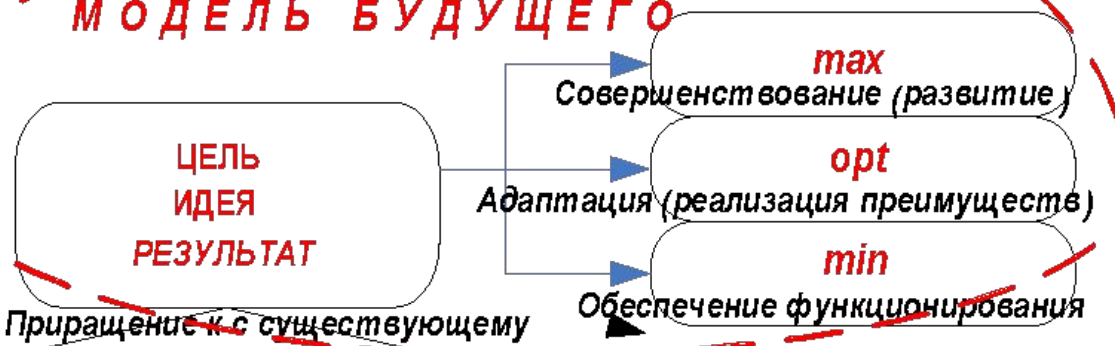 МОДЕЛЬ БУДУЩЕГО
max
Совершенствование (развитие)
ЦЕЛЬ
ИДЕЯ
РЕЗУЛЬТАТ
opt
Адаптация (реализация преимуществ)
min
Обеспечение функционирования
Приращение к с существующему